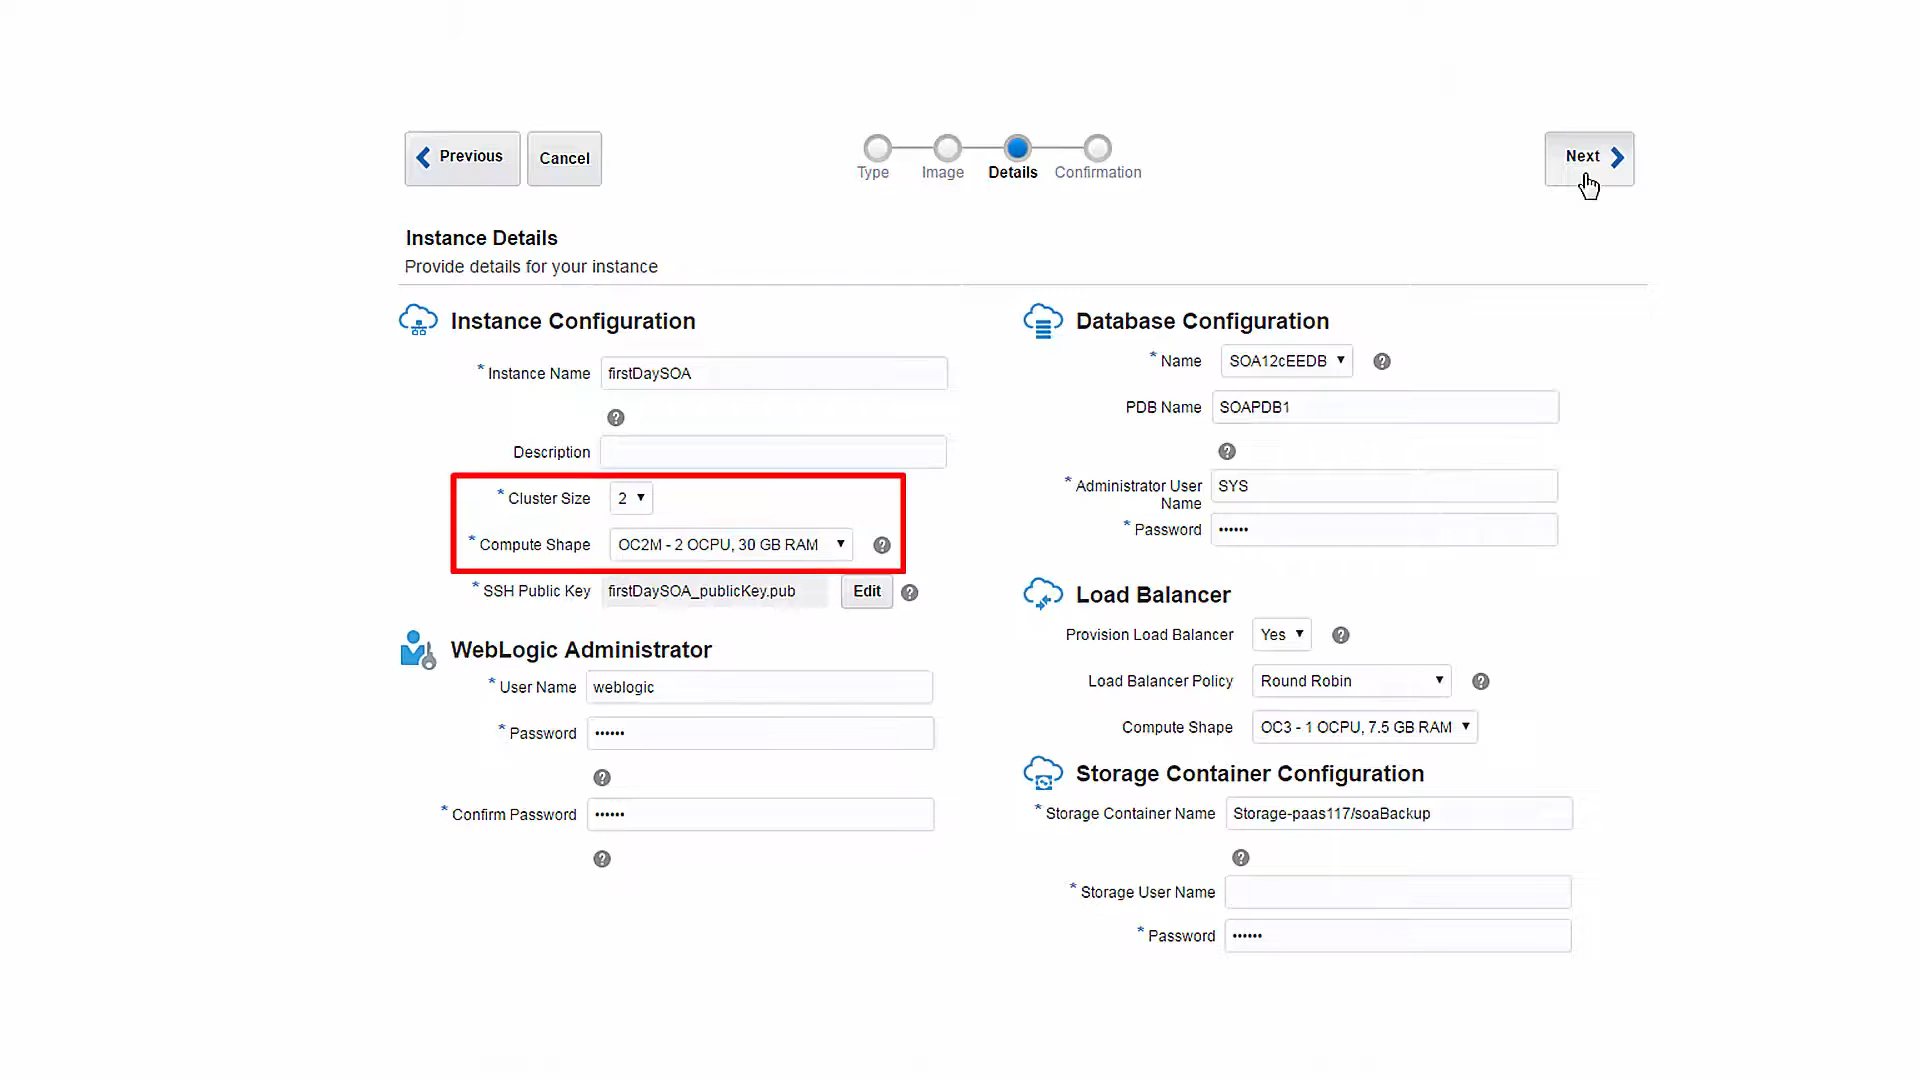 Previous
Cancel
Type
Image
Details
Confirmation
Next
Instance Details
Provide details for your instance
Instance Configuration
* Instance Name firstDaySOA
?
Description
* Cluster Size 2
* Compute Shape OC2M - 2 OCPU, 30 GB RAM ?
* SSH Public Key firstDaySOA_publicKey.pub Edit ?
WebLogic Administrator
* User Name weblogic
* Password ••••••
?
* Confirm Password ••••••
?
Database Configuration
* Name SOA12cEEDB ?
PDB Name SOAPDB1
?
* Administrator User
Name
SYS
* Password ••••••
Load Balancer
Provision Load Balancer Yes ?
Load Balancer Policy Round Robin ?
Compute Shape OC3 - 1 OCPU, 7.5 GB RAM
Storage Container Configuration
* Storage Container Name Storage-paas117/soaBackup
?
* Storage User Name
* Password ••••••